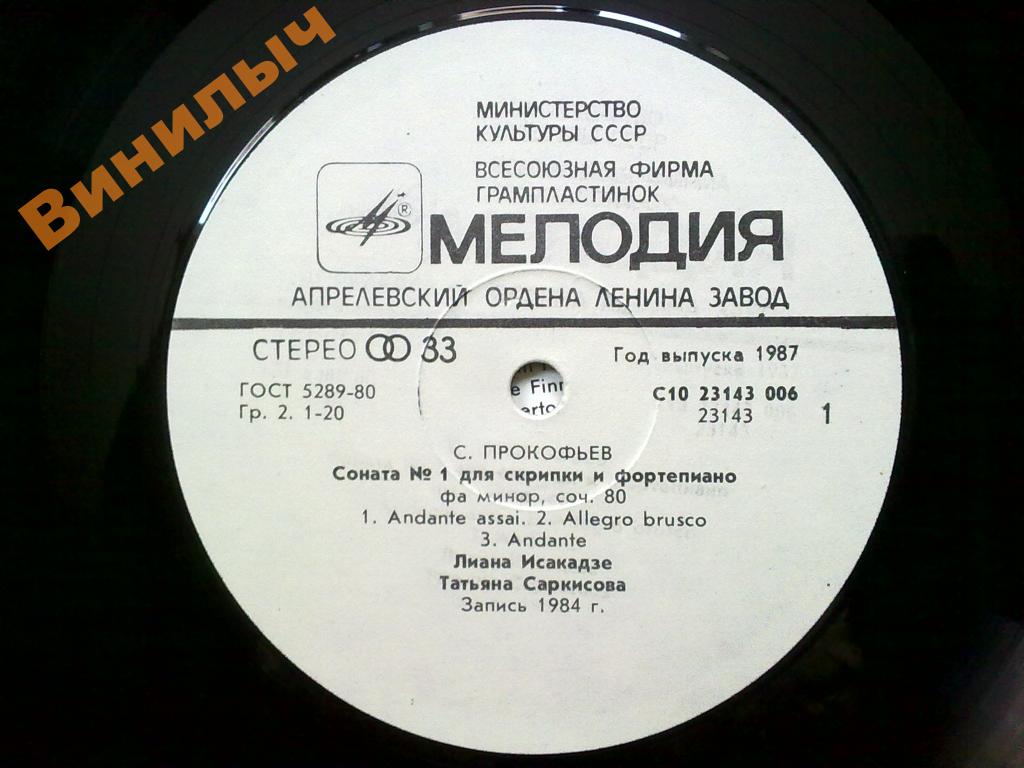 Винилыч
МИНИСТЕРСТВО
КУЛЬТУРЫ СССР
ВСЕСОЮЗНАЯ ФИРМА
ГРАМПЛАСТИНОК
®
МЕЛОДИЯ
АПРЕЛЕВСКИЙ ОРДЕНА ЛЕНИНА ЗАВОД
СТЕРЕО 33
Год выпуска 1987
ГОСТ 5289-80
С10 23143 006
Гр. 2. 1-20
23143 1
e Finn
erto
С. ПРОКОФЬЕВ
Соната № 1 для скрипки и фортепиано
фа минор, соч. 80
1. Andante assai. 2. Allegro brusco
3. Andante
Лиана Исакадзе
Татьяна Саркисова
Запись 1984 г.